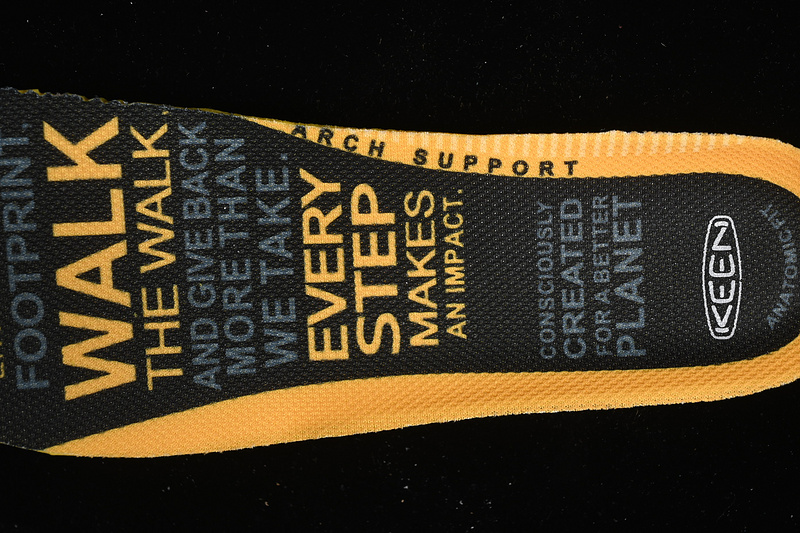 FOOTPRINT.
WALK
THE WALK.
AND GIVE BACK
MORE THAN
WE TAKE.
EVERY
STEP
MAKES
AN IMPACT.
ARCH SUPPORT
CONSCIOUSLY
CREATED
FOR A BETTER
PLANET
KEEN
ANATOMICFIT